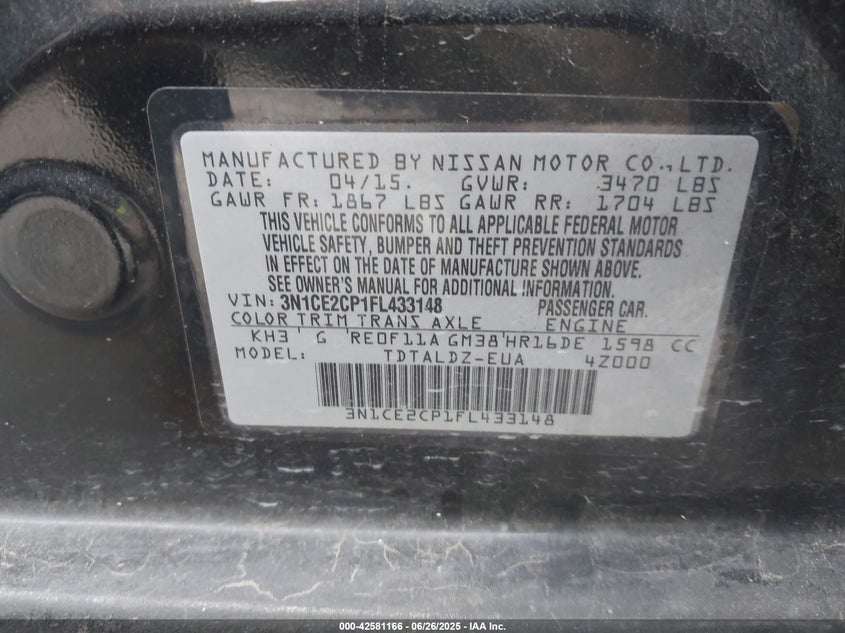 MANUFACTURED BY NISSAN MOTOR CO., LTD.
DATE: 04/15. GVWR: 3470 LBS
GAWR FR: 1867 LBS GAWR RR: 1704 LBS
THIS VEHICLE CONFORMS TO ALL APPLICABLE FEDERAL MOTOR
VEHICLE SAFETY, BUMPER AND THEFT PREVENTION STANDARDS
IN EFFECT ON THE DATE OF MANUFACTURE SHOWN ABOVE.
SEE OWNER'S MANUAL FOR ADDITIONAL INFORMATION.
VIN: 3N1CE2CP1FL433148 PASSENGER CAR.
COLOR TRIM TRANS AXLE ENGINE
KH3 ' G 'RE0F11A GM38'HR16DE 1598 CC
MODEL: TDTALDZ-EUA 4Z000
3N1CE2CP1FL433148
000-42581166 - 06/26/2025 - IAA Inc.